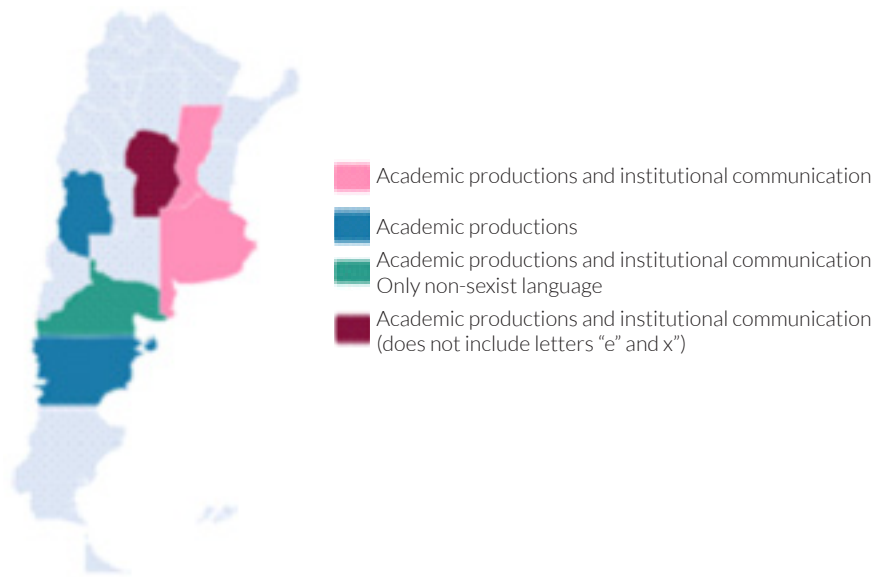 Academic productions and institutional communication
Academic productions
Academic productions and institutional communication
Only non-sexist language
Academic productions and institutional communication
(does not include letters “e” and x”)